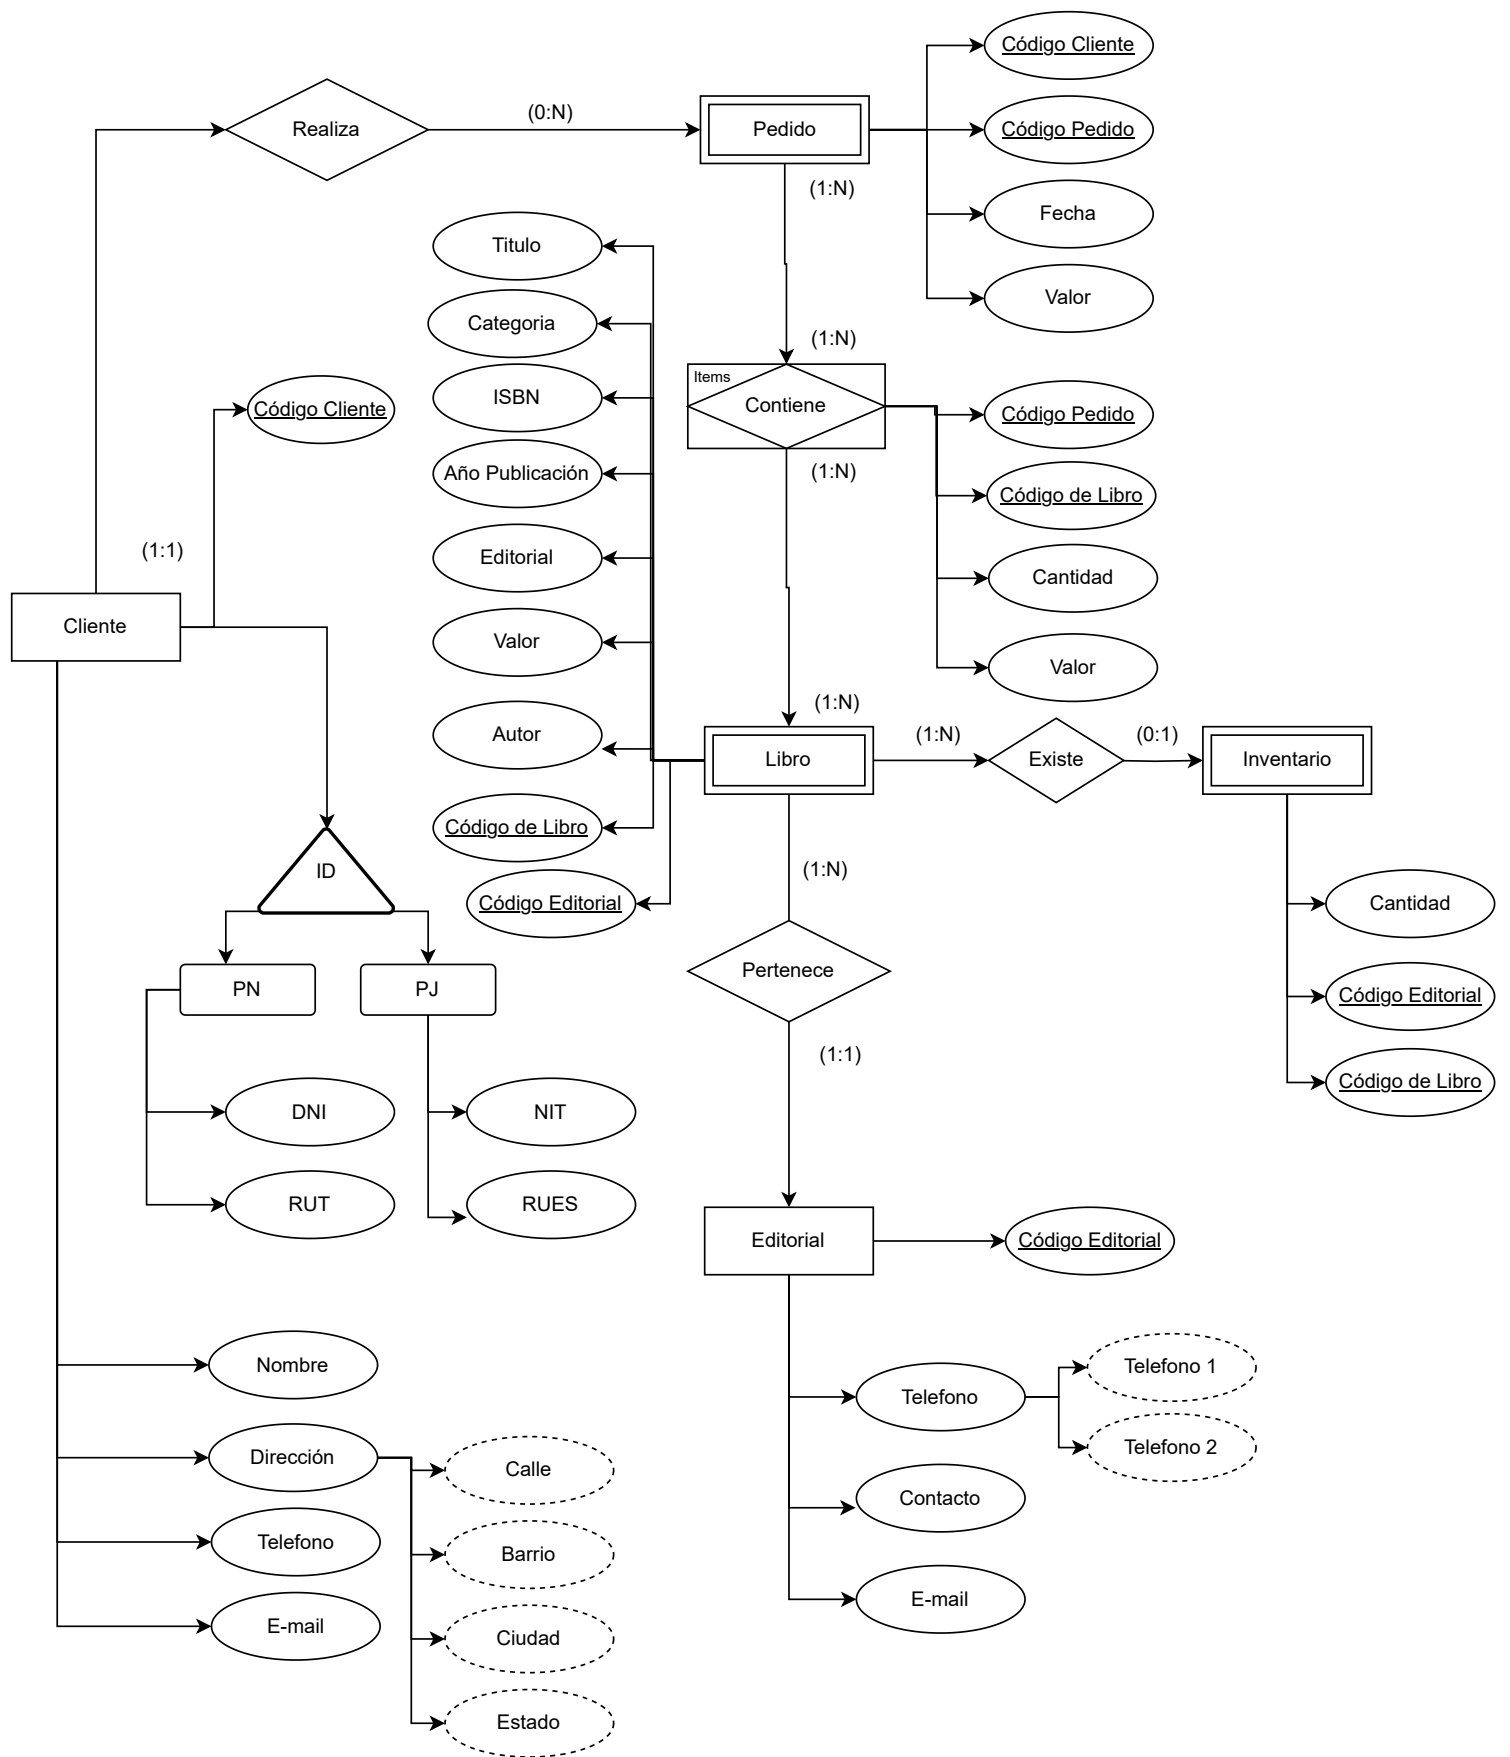 Código Cliente
Realiza
(0:N)
Pedido
Código Pedido
(1:N)
Fecha
Titulo
Valor
Categoria
(1:N)
Items
Contiene
ISBN
Código Cliente
Código Pedido
(1:N)
Año Publicación
Código de Libro
(1:1)
Editorial
Cantidad
Cliente
Valor
Valor
(1:N)
Autor
(1:N)
(0:1)
Libro
Existe
Inventario
Código de Libro
ID
(1:N)
Código Editorial
Cantidad
Pertenece
PN
PJ
Código Editorial
(1:1)
Código de Libro
DNI
NIT
RUT
RUES
Editorial
Código Editorial
Nombre
Telefono 1
Telefono
Telefono 2
Dirección
Calle
Contacto
Telefono
Barrio
E-mail
E-mail
Ciudad
Estado